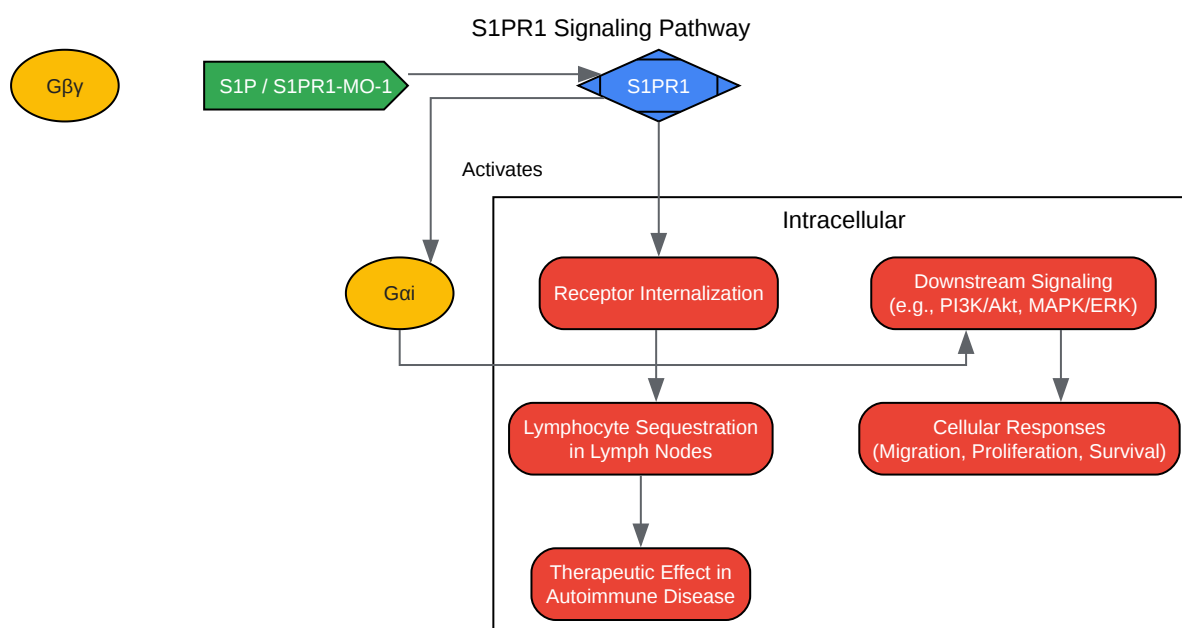 S1PR1 Signaling Pathway
Gβγ
S1P / S1PR1-MO-1
S1PR1
Activates
Intracellular
Gαi
Receptor Internalization
Downstream Signaling
(e.g., PI3K/Akt, MAPK/ERK)
Lymphocyte Sequestration
in Lymph Nodes
Cellular Responses
(Migration, Proliferation, Survival)
Therapeutic Effect in
Autoimmune Disease